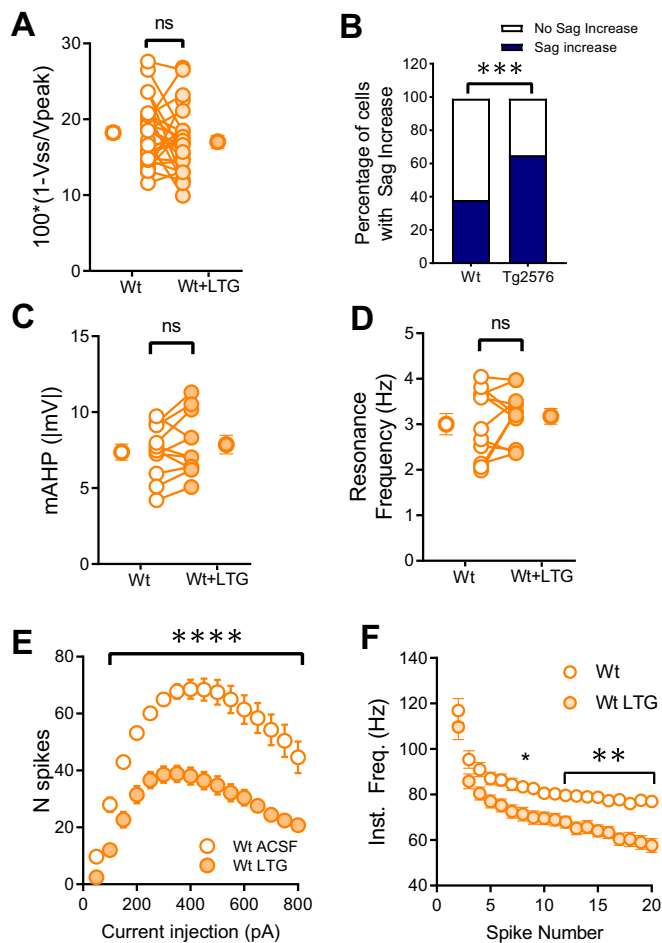 A
ns
30
20
10
0
100*(1-Vss/Vpeak)
Wt
Wt+LTG
B
No Sag Increase
Sag increase
***
100
80
60
40
20
0
Percentage of cells
with Sag Increase
Wt
Tg2576
C
ns
15
10
5
0
mAHP (|mV|)
Wt
Wt+LTG
D
ns
5
4
3
2
1
0
Resonance
Frequency (Hz)
Wt
Wt+LTG
E
****
80
60
40
20
0
N spikes
Wt ACSF
Wt LTG
0 200 400 600 800
Current injection (pA)
F
Wt
Wt LTG
140
120
100
80
60
40
Inst. Freq. (Hz)
*
**
0 5 10 15 20
Spike Number